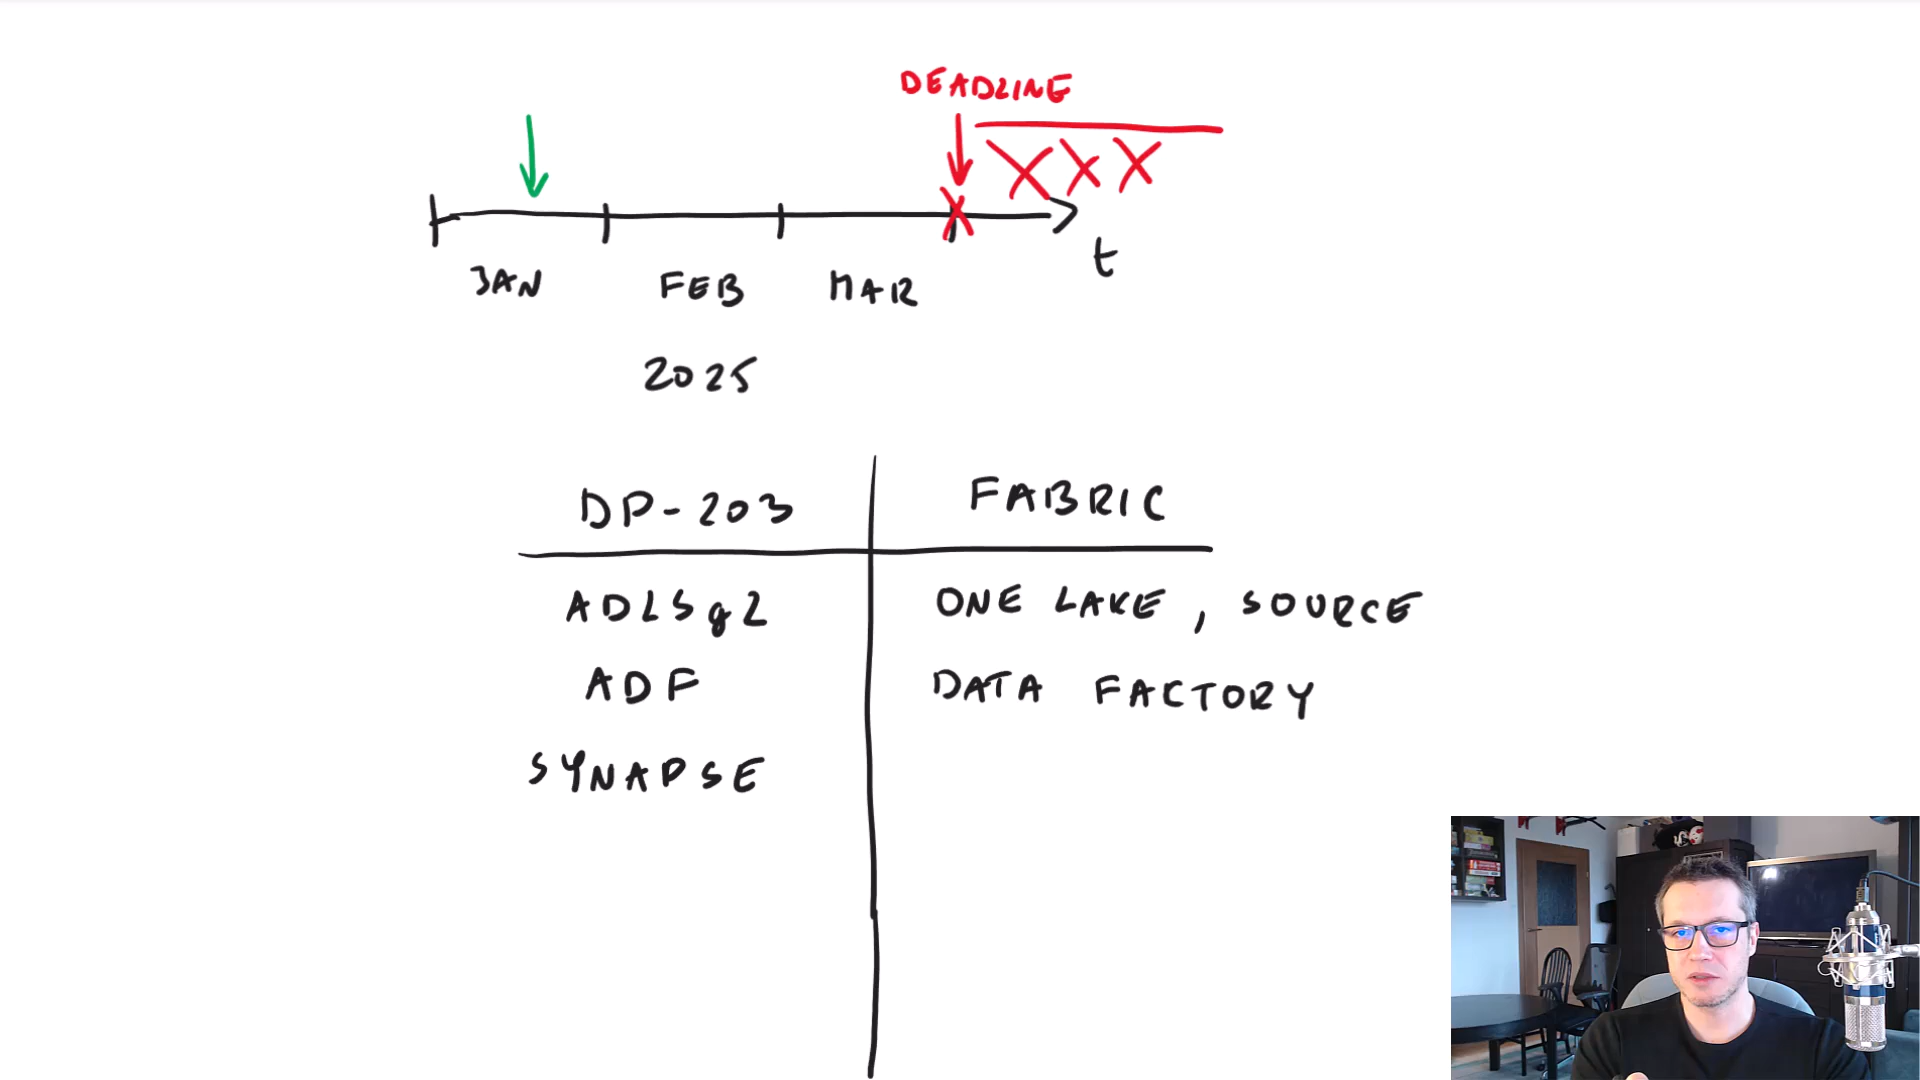 DEADLINE
JAN FEB MAR t
2025
DP-203 FABRIC
ADLSg2 ONE LAKE, SOURCE
ADF DATA FACTORY
SYNAPSE